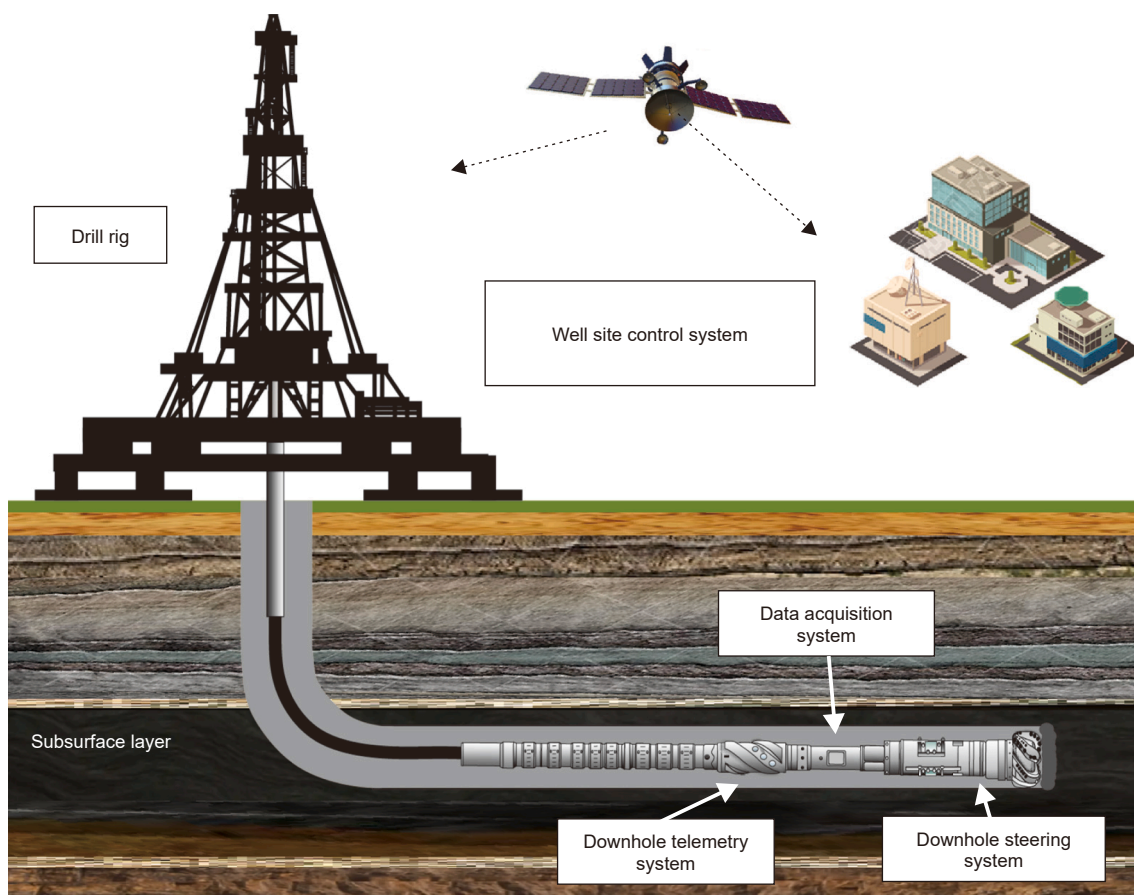 Drill rig
Well site control system
Data acquisition
system
Subsurface layer
Downhole telemetry
system
Downhole steering
system